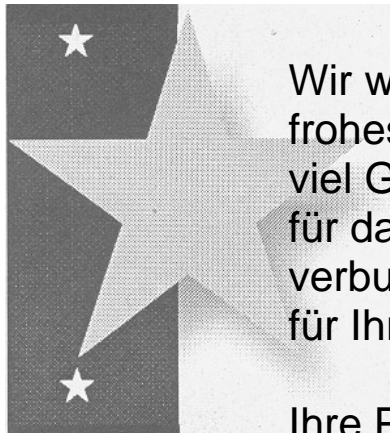 Wir w
frohes
viel G
für da
verbu
für Ihr

Ihre